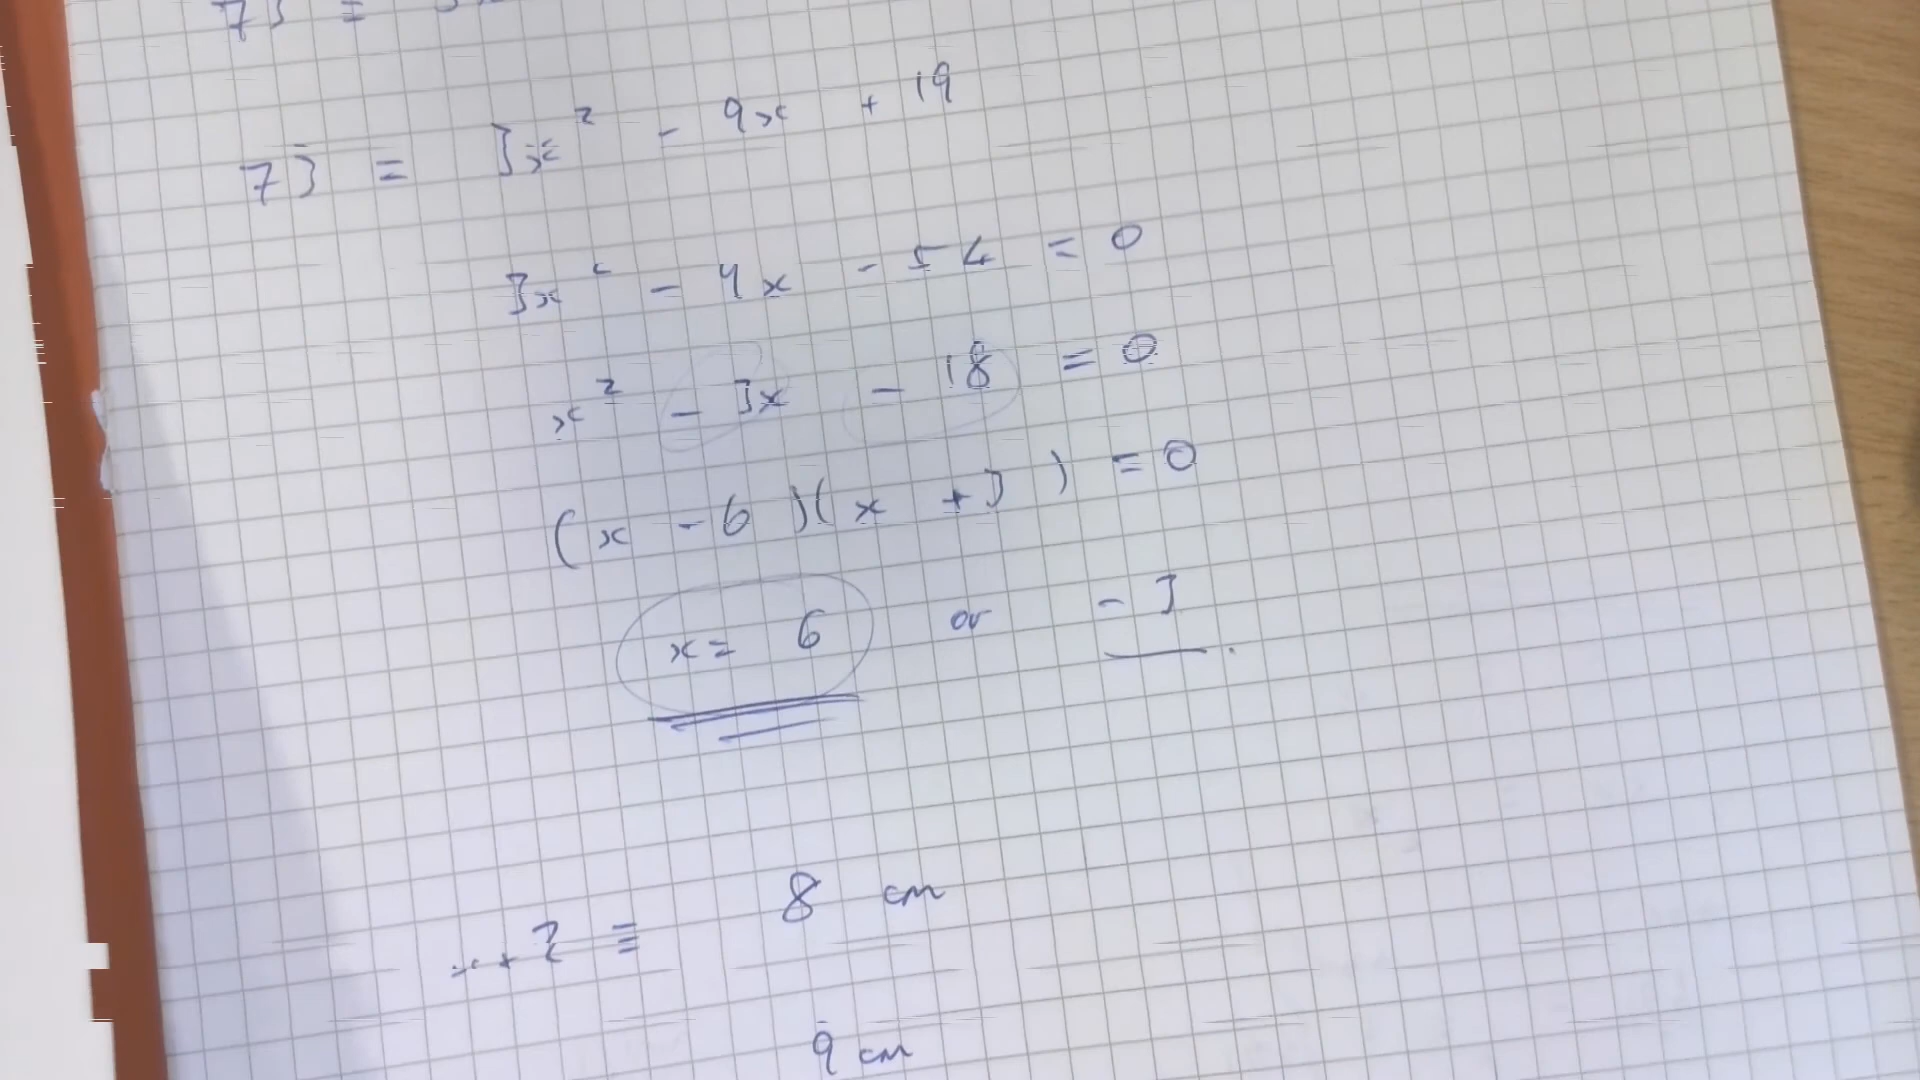 73 =
73 = 3x² - 9x + 19
3x² - 9x - 54 = 0
x² - 3x - 18 = 0
(x - 6)(x + 3) = 0
x = 6 or - 3
x + 2 ≡ 8 cm
9 cm